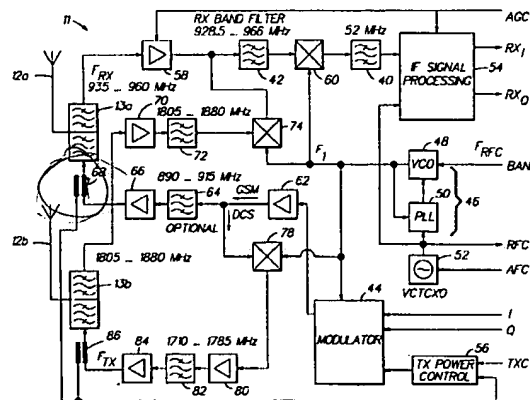 11
RX BAND FILTER
928.5 ... 966 MHz
AGC
12a
58
42
60
52 MHz
40
IF SIGNAL
PROCESSING
54
RX_I
RX_Q
F_RX
935 ... 960 MHz
13a
70
1805 ... 1880 MHz
72
74
F_1
VCO
48
F_RFC
BAND
PLL
50
46
68
66
890 ... 915 MHz
64
OPTIONAL
GSM
DCS
62
RFC
52
VCTCXO
AFC
12b
1805 ... 1880 MHz
13b
78
44
MODULATOR
I
Q
86
F_TX
84
1710 ... 1785 MHz
82
80
TX POWER
CONTROL
56
TXC